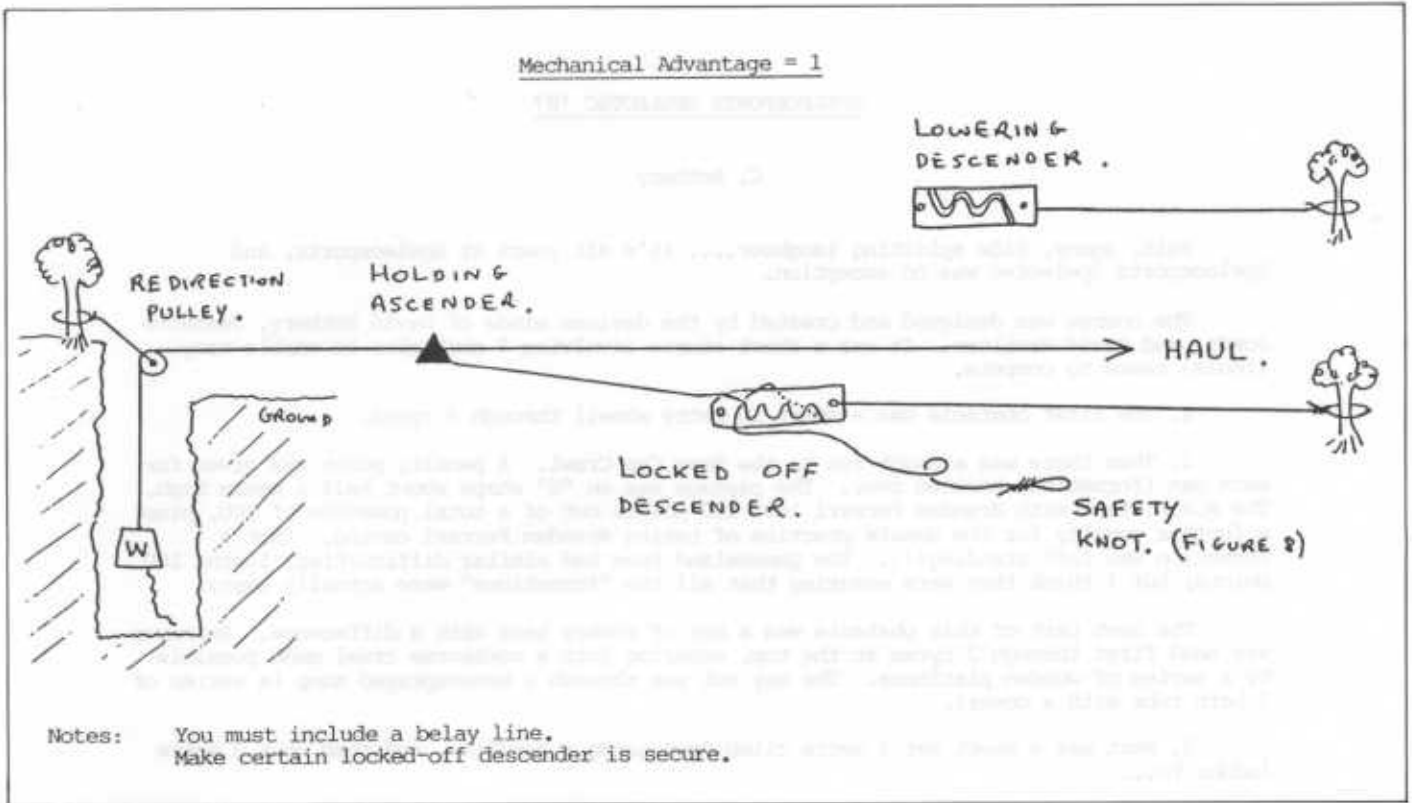 Mechanical Advantage = 1
LOWERING
DESCENDER.
REDIRECTION
PULLEY.
HOLDING
ASCENDER.
HAUL.
GROUND
LOCKED OFF
DESCENDER.
SAFETY
KNOT. (FIGURE 8)
W
Notes: You must include a belay line.
Make certain locked-off descender is secure.